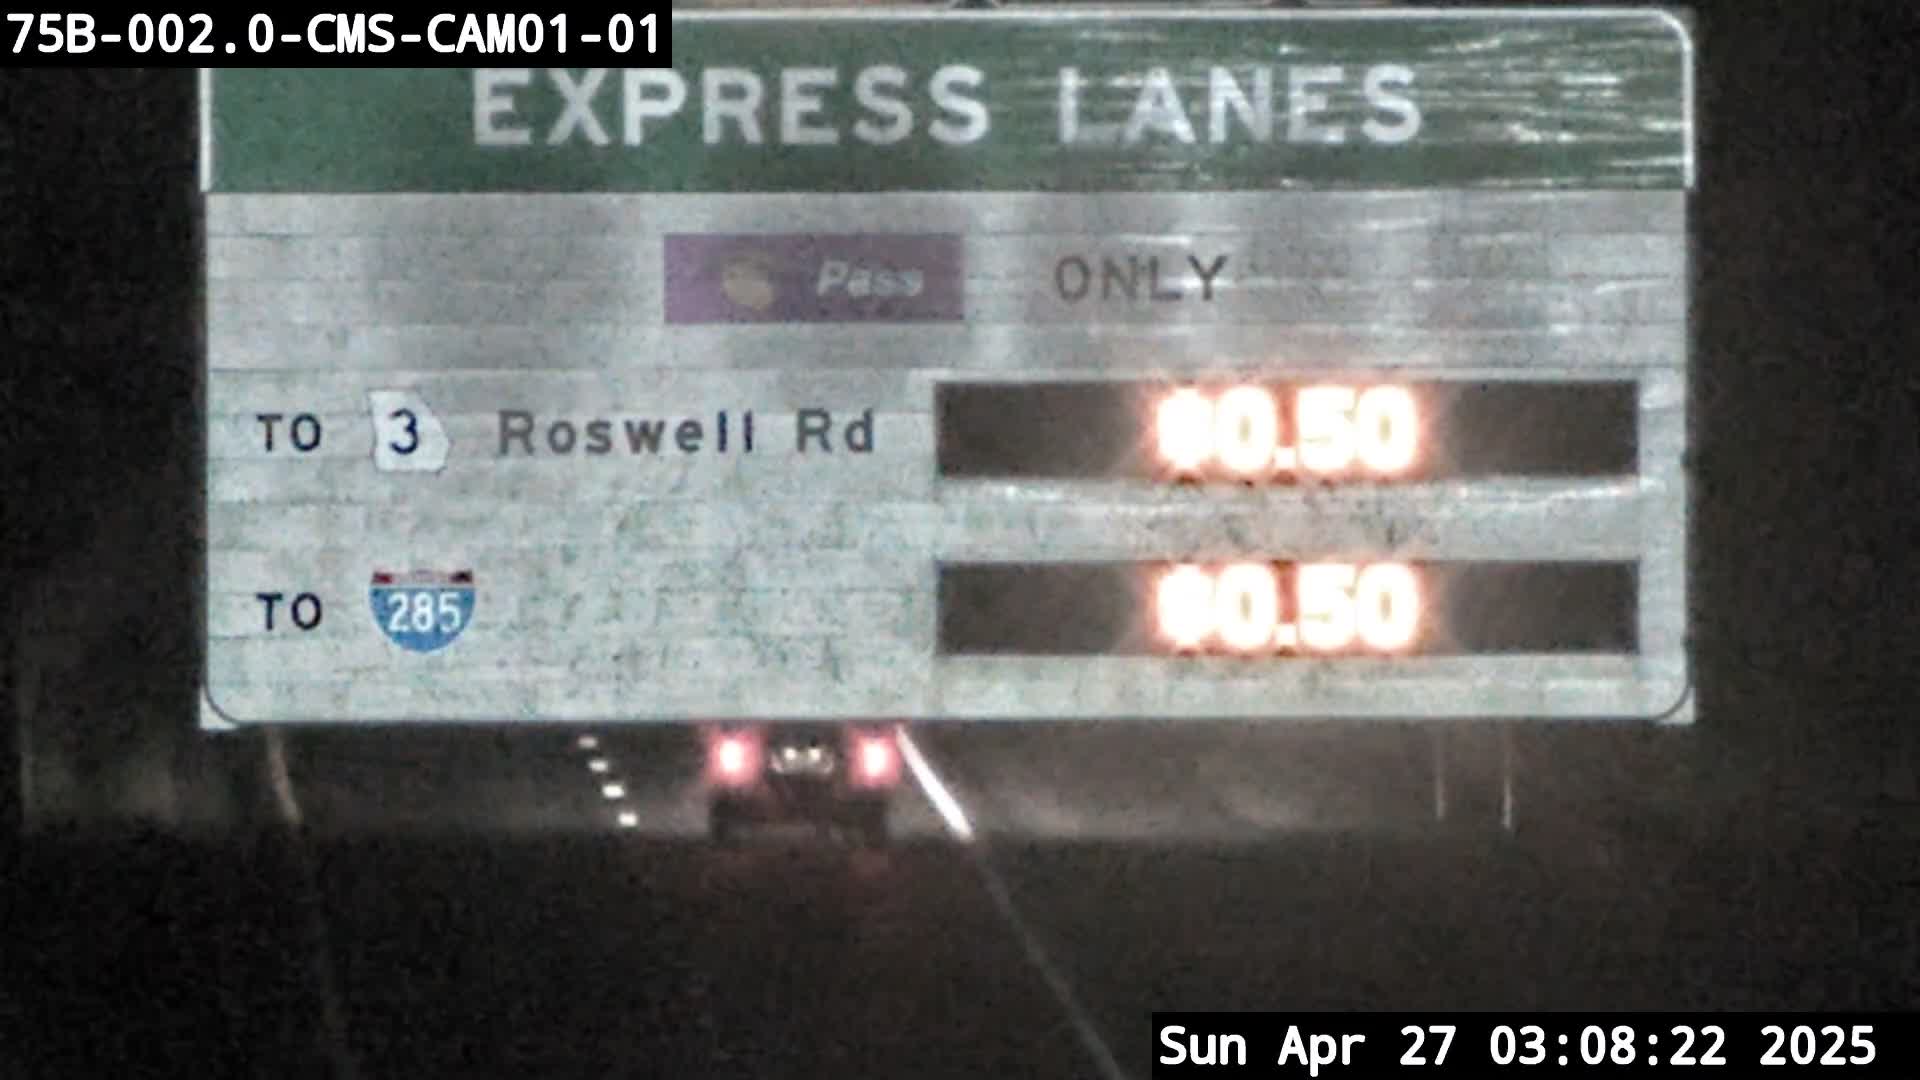 75B-002.0-CMS-CAM01-01
EXPRESS LANES
Pass ONLY
TO 3 Roswell Rd $0.50
TO 285 $0.50
Sun Apr 27 03:08:22 2025